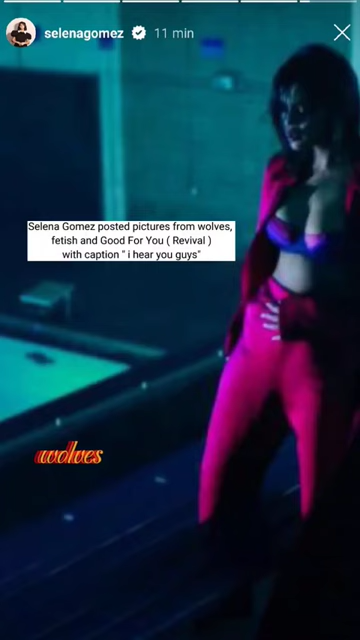 selenagomez 11 min
Selena Gomez posted pictures from wolves,
fetish and Good For You ( Revival )
with caption " i hear you guys"
wolves